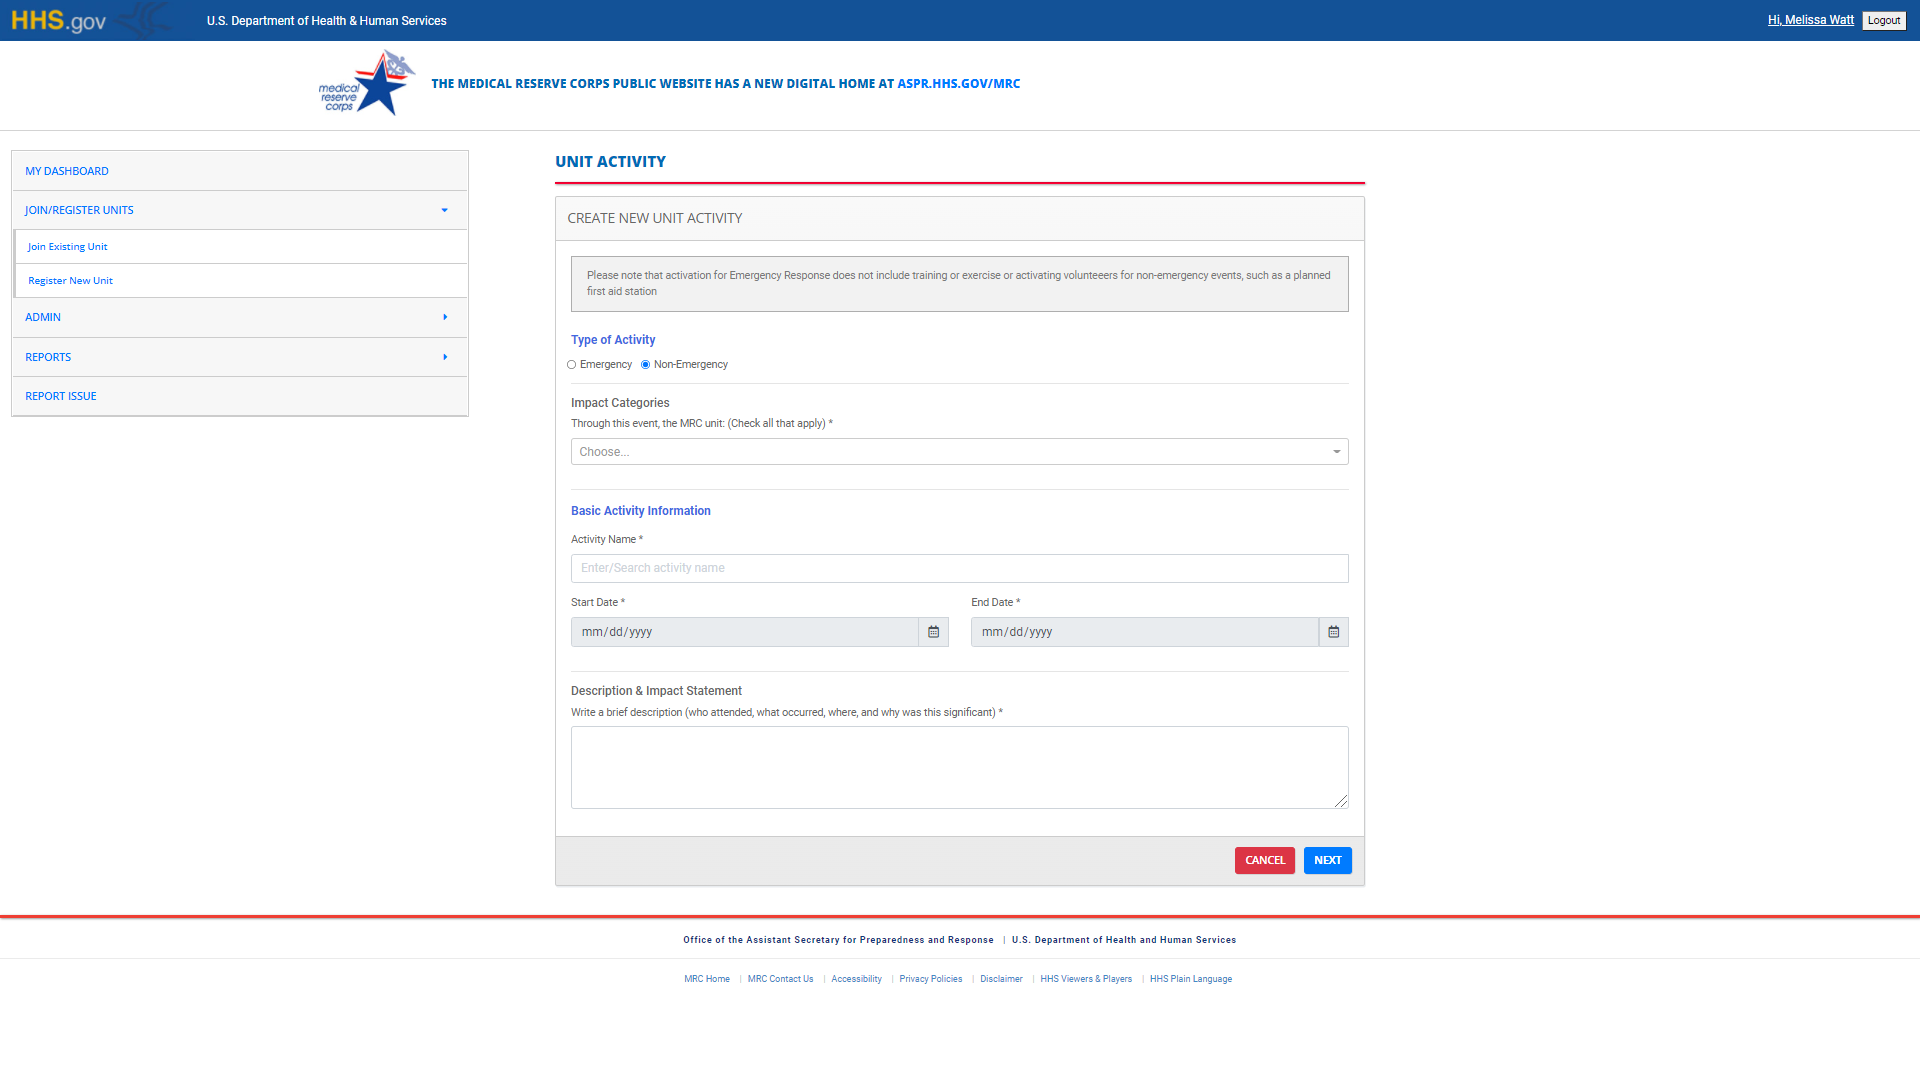 HHS.gov
U.S. Department of Health & Human Services
Hi, Melissa Watt
Logout
medical
reserve
corps
THE MEDICAL RESERVE CORPS PUBLIC WEBSITE HAS A NEW DIGITAL HOME AT ASPR.HHS.GOV/MRC
MY DASHBOARD
JOIN/REGISTER UNITS
Join Existing Unit
Register New Unit
ADMIN
REPORTS
REPORT ISSUE
UNIT ACTIVITY
CREATE NEW UNIT ACTIVITY
Please note that activation for Emergency Response does not include training or exercise or activating volunteeers for non-emergency events, such as a planned
first aid station
Type of Activity
Emergency Non-Emergency
Impact Categories
Through this event, the MRC unit: (Check all that apply) *
Choose...
Basic Activity Information
Activity Name *
Enter/Search activity name
Start Date * End Date *
mm/dd/yyyy mm/dd/yyyy
Description & Impact Statement
Write a brief description (who attended, what occurred, where, and why was this significant) *
CANCEL NEXT
Office of the Assistant Secretary for Preparedness and Response | U.S. Department of Health and Human Services
MRC Home | MRC Contact Us | Accessibility | Privacy Policies | Disclaimer | HHS Viewers & Players | HHS Plain Language